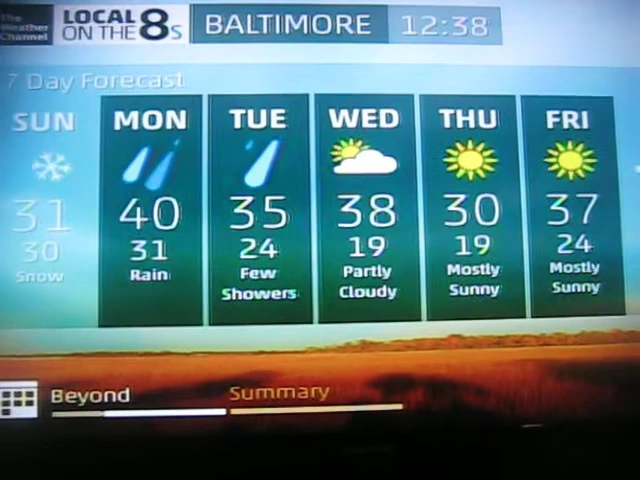 The Weather Channel
LOCAL ON THE 8s
BALTIMORE 12:38
7 Day Forecast
SUN MON TUE WED THU FRI
31 40 35 38 30 37
30 31 24 19 19 24
Snow Rain Few Showers Partly Cloudy Mostly Sunny Mostly Sunny
Beyond Summary